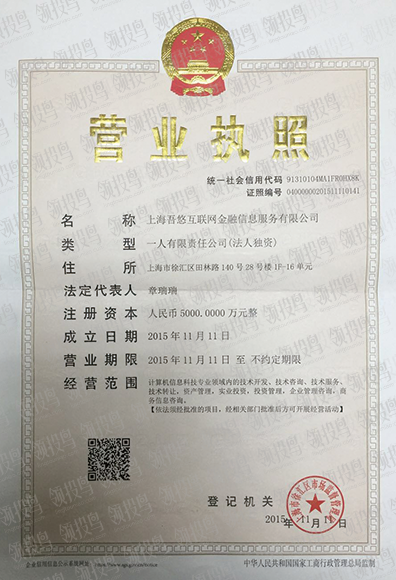 营业执照
统一社会信用代码 91310104MA1FR0HX8K
证照编号 04000000201511110141
名称 上海吾悠互联网金融信息服务有限公司
类型 一人有限责任公司(法人独资)
住所 上海市徐汇区田林路140号28号楼1F-16单元
法定代表人 章瑞瑞
注册资本 人民币5000.0000万元整
成立日期 2015年11月11日
营业期限 2015年11月11日 至 不约定期限
经营范围 计算机信息科技专业领域内的技术开发、技术咨询、技术服务、
技术转让,资产管理,实业投资,投资管理,企业管理咨询,商
务信息咨询。
【依法须经批准的项目,经相关部门批准后方可开展经营活动】
登记机关
2015年11月11日
企业信用信息公示系统网址:
中华人民共和国国家工商行政管理总局监制
领投鸟